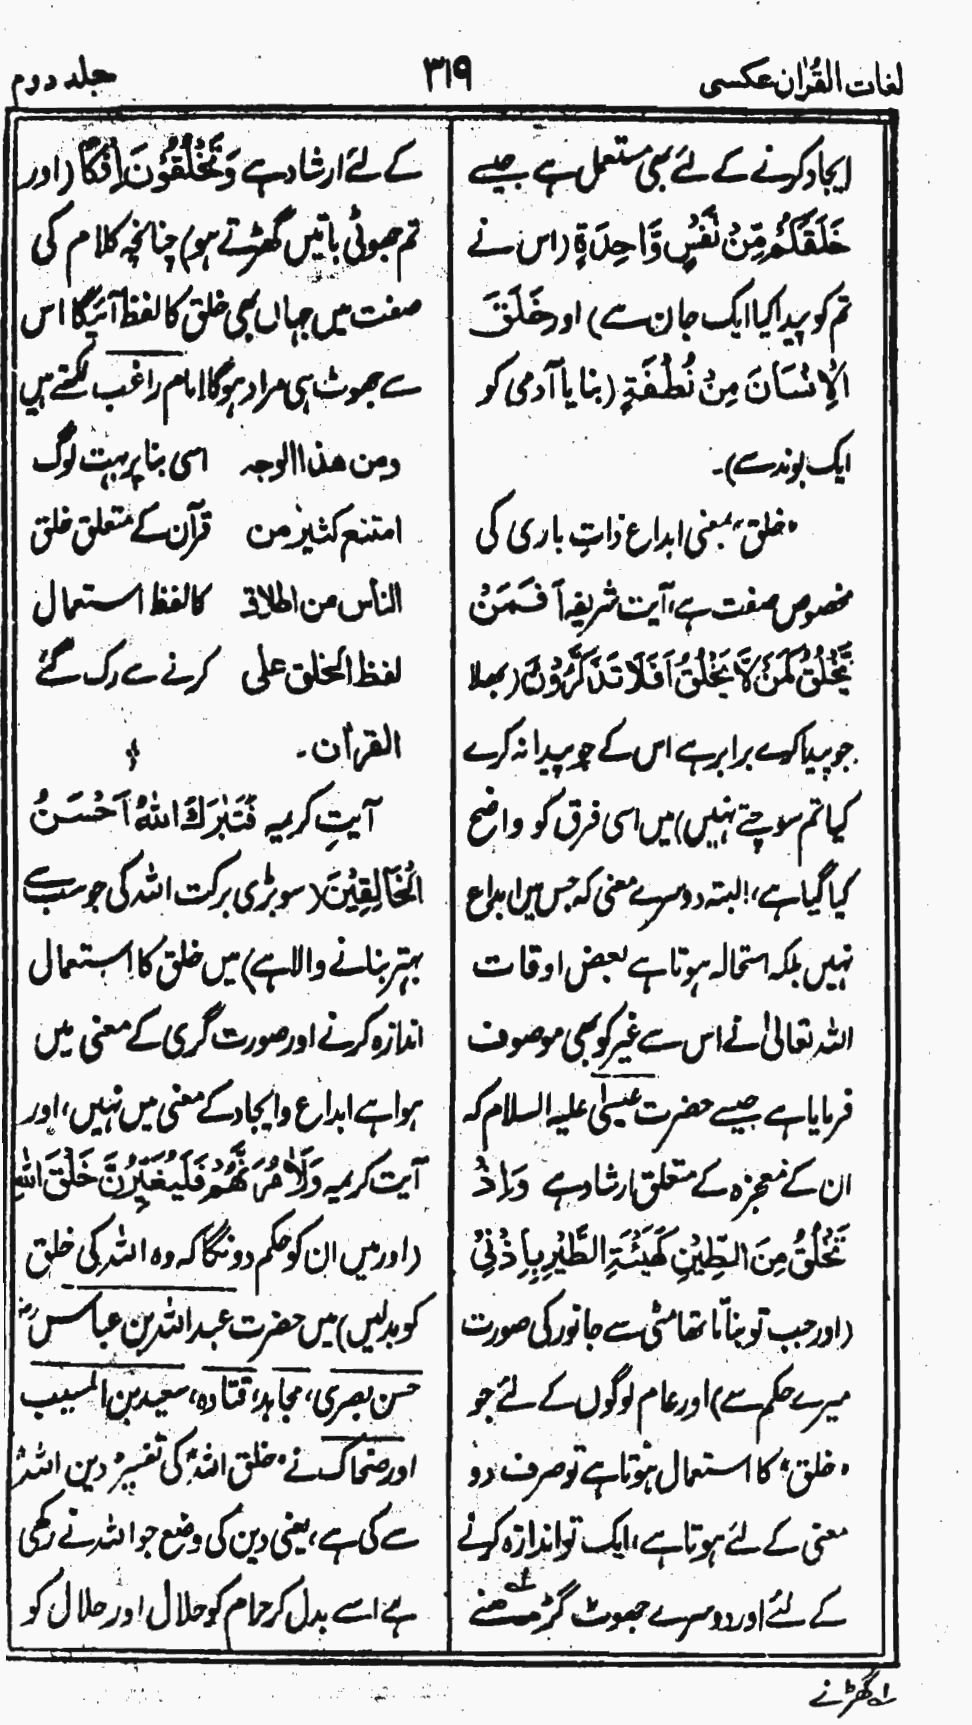 لغات القرآن عکسی
۳۱۹
جلد دوم
ایجاد کرنے کے لئے بھی مستعمل ہے جیسے
خَلَقَکُمْ مِّنْ نَّفْسٍ وَّاحِدَةٍ (اس نے
تم کو پیدا کیا ایک جان سے) اور خَلَقَ
الْاِنْسَانَ مِنْ نُّطْفَةٍ (بنایا آدمی کو
ایک بوند سے)۔
"خلق" بمعنی ابداع ذاتِ باری کی
مخصوص صفت ہے، آیت شریفہ اَفَمَنْ
یَّخْلُقُ کَمَنْ لَّا یَخْلُقُ اَفَلَا تَذَکَّرُوْنَ (بھلا
جو پیدا کرے برابر ہے اس کے جو پیدا نہ کرے
کیا تم سوچتے نہیں) میں اسی فرق کو واضح
کیا گیا ہے، البتہ دوسرے معنی کہ جس میں ابداع
نہیں بلکہ استحالہ ہوتا ہے بعض اوقات
اللہ تعالیٰ نے اس سے غیر کو بھی موصوف
فرمایا ہے جیسے حضرت عیسیٰ علیہ السلام کہ
ان کے معجزہ کے متعلق ارشاد ہے وَاِذْ
تَخْلُقُ مِنَ الطِّیْنِ کَهَیْئَةِ الطَّیْرِ بِاِذْنِیْ
(اور جب تو بناتا تھا مٹی سے جانور کی صورت
میرے حکم سے) اور عام لوگوں کے لئے جو
"خلق" کا استعمال ہوتا ہے تو صرف دو
معنی کے لئے ہوتا ہے، ایک تو اندازہ کرنے
کے لئے اور دوسرے جھوٹ گڑھنے لہ
کے لئے ارشاد ہے وَتَخْلُقُوْنَ اِفْکًا (اور
تم جھوٹی باتیں گھڑتے ہو) چنانچہ کلام کی
صفت میں جہاں بھی خلق کا لفظ آئیگا اس
سے جھوٹ ہی مراد ہوگا امام راغب لکھتے ہیں
ومن هذا الوجه اسی بنا پر بہت لوگ
امتنع کثیر من قرآن کے متعلق خلق
الناس من اطلاق کا لفظ استعمال
لفظ الخلق علی کرنے سے رک گئے
القرآن۔
آیتِ کریمہ فَتَبٰرَکَ اللّٰهُ اَحْسَنُ
الْخَالِقِیْنَ (سو بڑی برکت اللہ کی جو سب سے
بہتر بنانے والا ہے) میں خلق کا استعمال
اندازہ کرنے اور صورت گری کے معنی میں
ہوا ہے ابداع و ایجاد کے معنی میں نہیں، اور
آیت کریمہ وَلَاٰمُرَنَّهُمْ فَلَیُغَیِّرُنَّ خَلْقَ اللّٰهِ
(اور میں ان کو حکم دونگا کہ وہ اللہ کی خلق
کو بدلیں) میں حضرت عبد اللہ بن عباس رضؓ
حسن بصری، مجاہد، قتادہ، سعید بن المسیب
اور ضحاک نے "خلق اللہ" کی تفسیر "دین اللہ"
سے کی ہے، یعنی دین کی وضع جو اللہ نے رکھی
ہے اسے بدل کر حرام کو حلال اور حلال کو
لہ گھڑنے